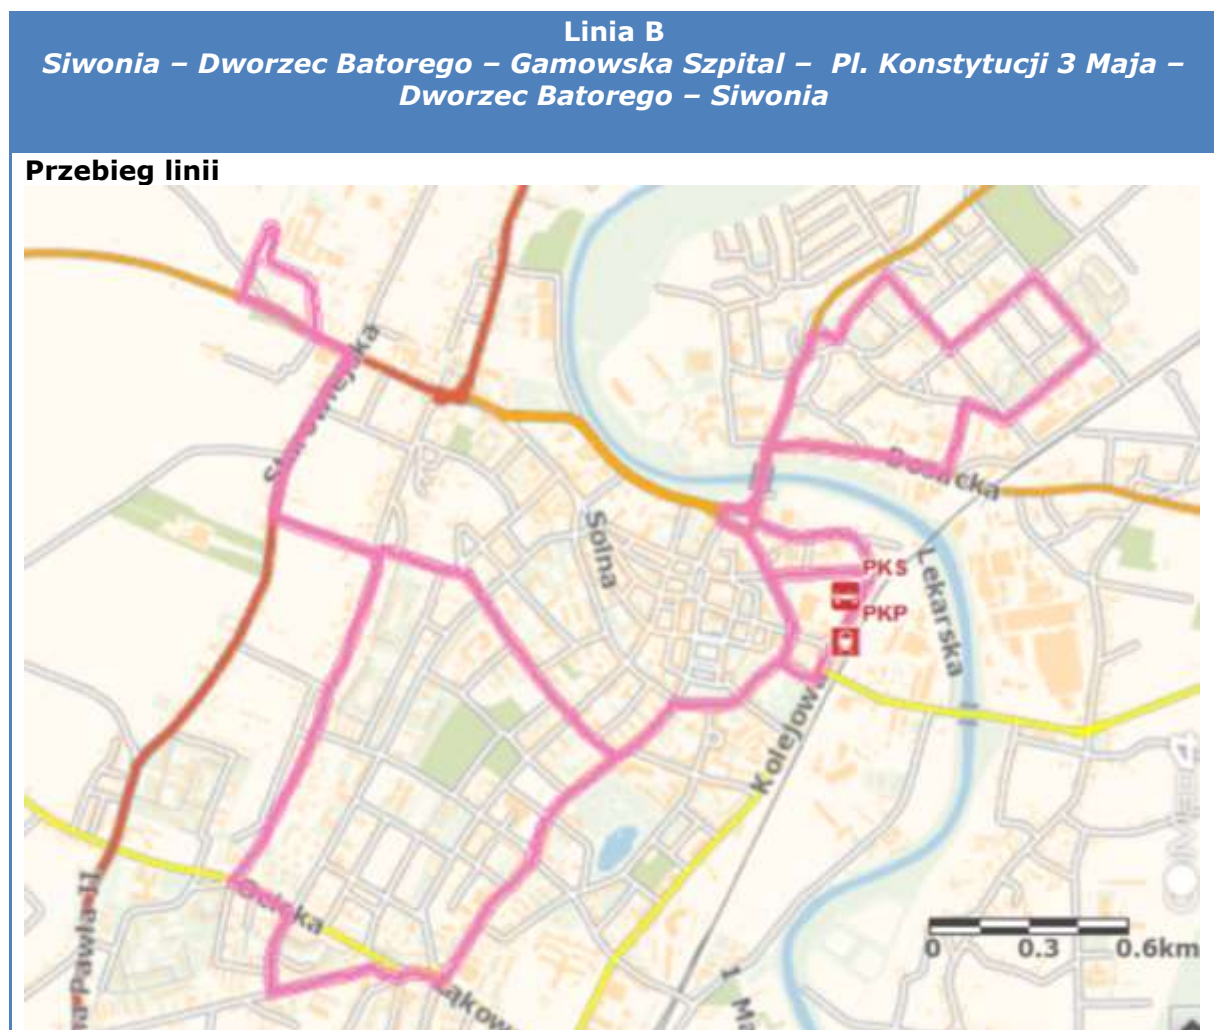 Linia B
Siwonia – Dworzec Batorego – Gamowska Szpital – Pl. Konstytucji 3 Maja –
Dworzec Batorego – Siwonia
Przebieg linii
Solna
PKS
PKP
Lekarska
Kolejowa
0 0.3 0.6km